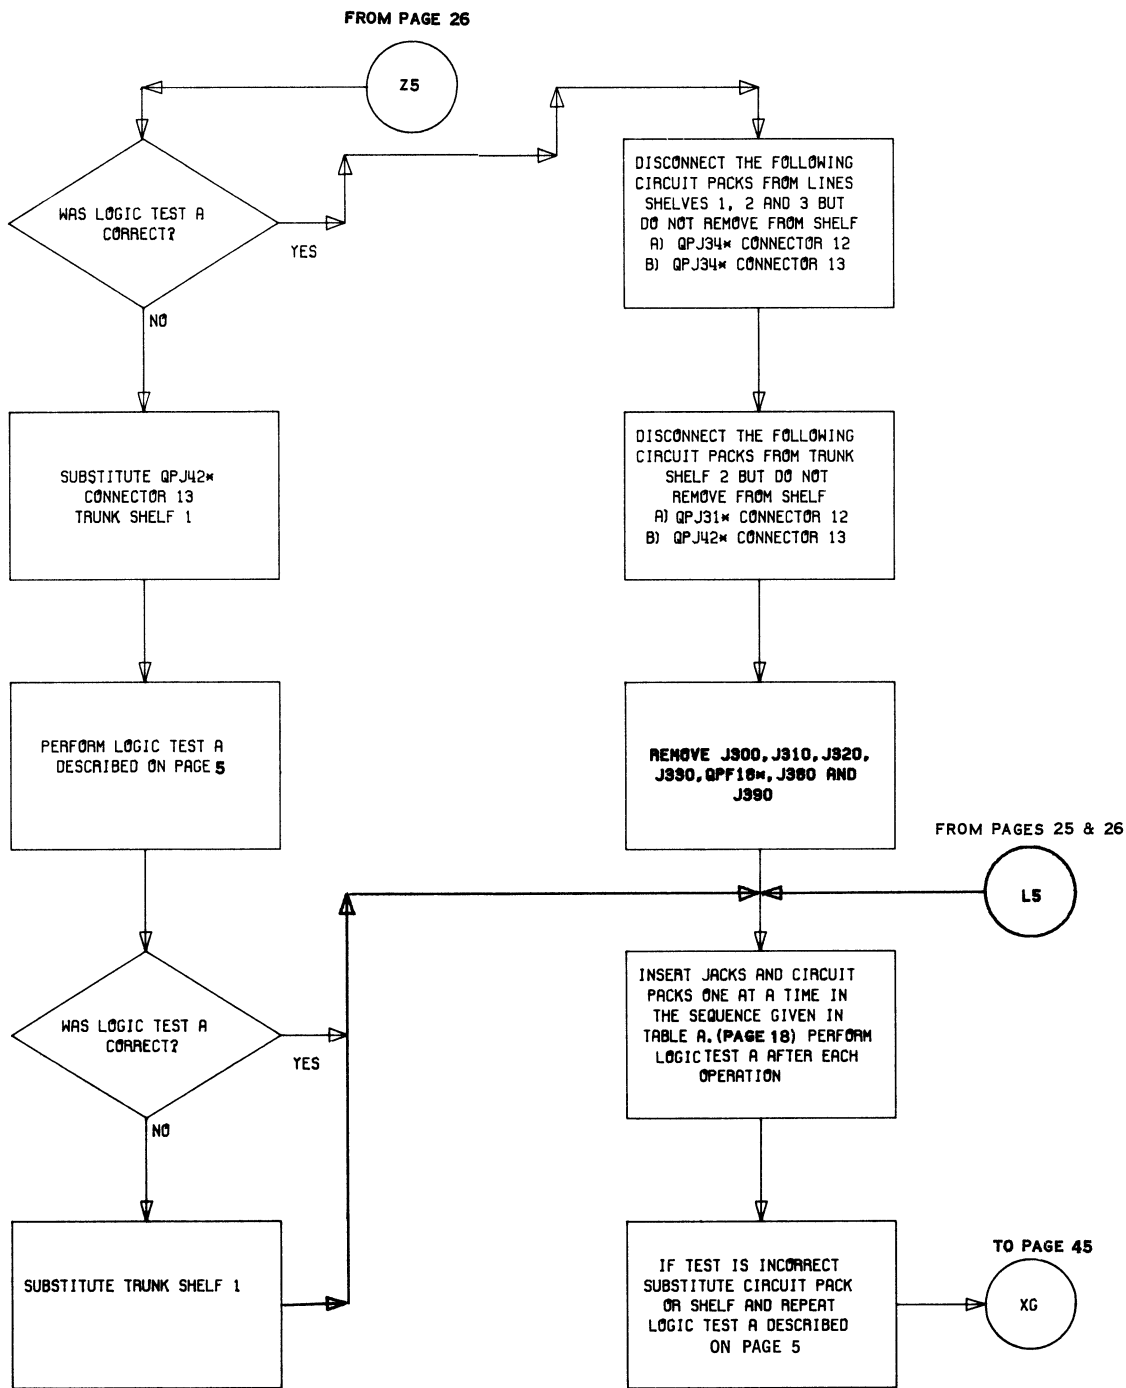 FROM PAGE 26
Z5
WAS LOGIC TEST A
CORRECT?
YES
NO
SUBSTITUTE QPJ42*
CONNECTOR 13
TRUNK SHELF 1
PERFORM LOGIC TEST A
DESCRIBED ON PAGE 5
WAS LOGIC TEST A
CORRECT?
YES
NO
SUBSTITUTE TRUNK SHELF 1
DISCONNECT THE FOLLOWING
CIRCUIT PACKS FROM LINES
SHELVES 1, 2 AND 3 BUT
DO NOT REMOVE FROM SHELF
A) QPJ34* CONNECTOR 12
B) QPJ34* CONNECTOR 13
DISCONNECT THE FOLLOWING
CIRCUIT PACKS FROM TRUNK
SHELF 2 BUT DO NOT
REMOVE FROM SHELF
A) QPJ31* CONNECTOR 12
B) QPJ42* CONNECTOR 13
REMOVE J300, J310, J320,
J330, QPF18*, J380 AND
J390
FROM PAGES 25 & 26
L5
INSERT JACKS AND CIRCUIT
PACKS ONE AT A TIME IN
THE SEQUENCE GIVEN IN
TABLE A. (PAGE 18) PERFORM
LOGIC TEST A AFTER EACH
OPERATION
IF TEST IS INCORRECT
SUBSTITUTE CIRCUIT PACK
OR SHELF AND REPEAT
LOGIC TEST A DESCRIBED
ON PAGE 5
TO PAGE 45
XG